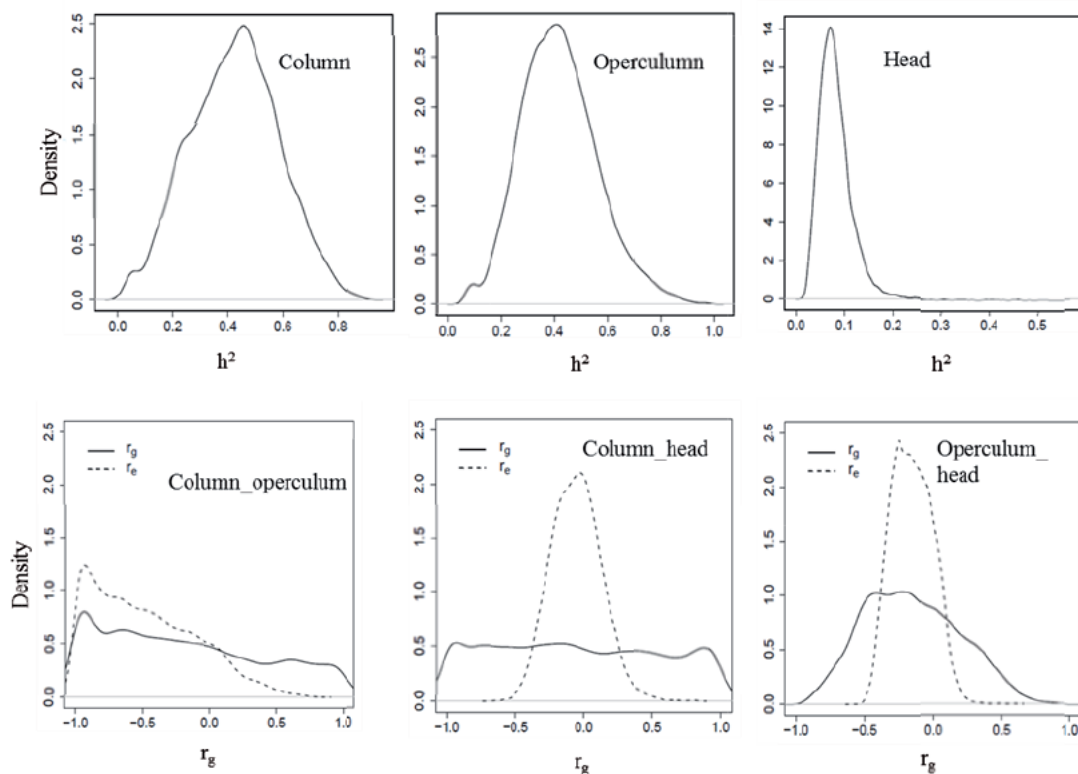 Column
Density
0.0 0.5 1.0 1.5 2.0 2.5
0.0 0.2 0.4 0.6 0.8
h²
Operculumn
0.0 0.5 1.0 1.5 2.0 2.5
0.0 0.2 0.4 0.6 0.8 1.0
h²
Head
0 2 4 6 8 10 12 14
0.0 0.1 0.2 0.3 0.4 0.5
h²
r_g
r_e
Column_operculum
Density
0.0 0.5 1.0 1.5 2.0 2.5
-1.0 -0.5 0.0 0.5 1.0
r_g
r_g
r_e
Column_head
0.0 0.5 1.0 1.5 2.0 2.5
-1.0 -0.5 0.0 0.5 1.0
r_g
r_g
r_e
Operculum_
head
0.0 0.5 1.0 1.5 2.0 2.5
-1.0 -0.5 0.0 0.5 1.0
r_g